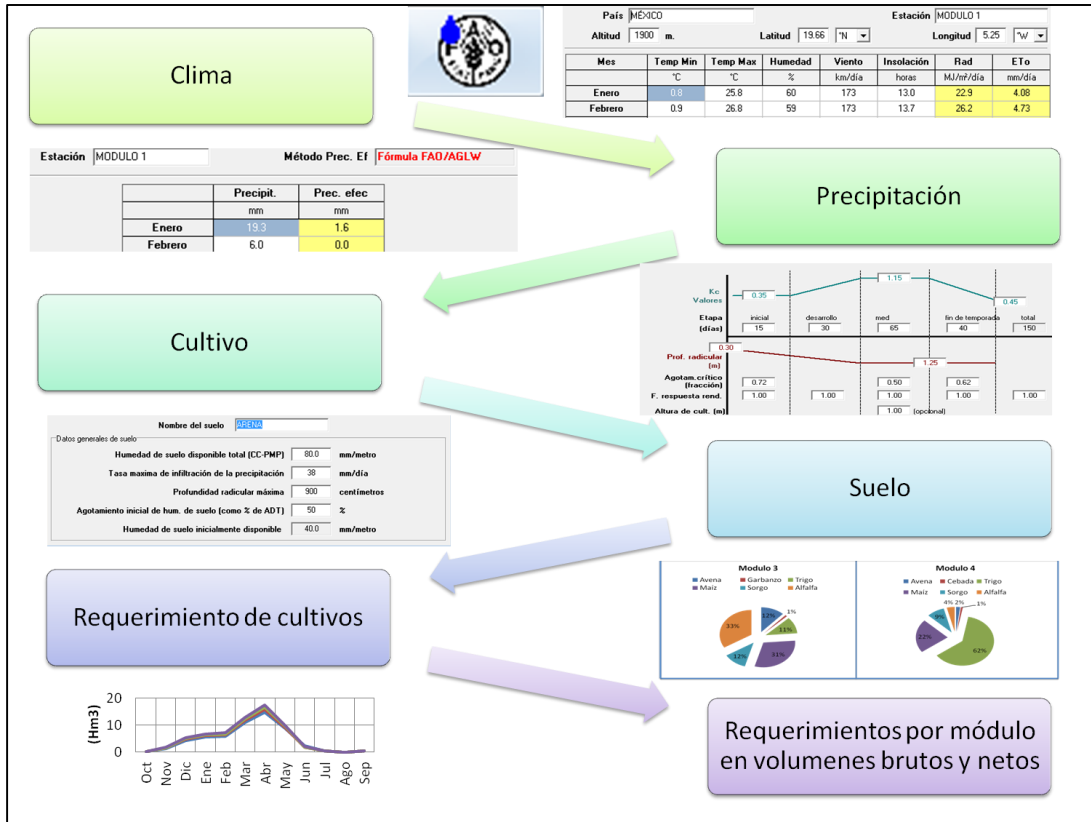 Clima
F A O
FIAT PANIS
País MÉXICO Estación MODULO 1
Altitud 1900 m. Latitud 19.66 °N Longitud 5.25 °W
Mes Temp Min Temp Max Humedad Viento Insolación Rad ETo
°C °C % km/día horas MJ/m²/día mm/día
Enero 0.8 25.8 60 173 13.0 22.9 4.08
Febrero 0.9 26.8 59 173 13.7 26.2 4.73
Estación MODULO 1 Método Prec. Ef Fórmula FAO/AGLW
Precipit. Prec. efec
mm mm
Enero 19.3 1.6
Febrero 6.0 0.0
Precipitación
Cultivo
Kc
Valores
0.35 1.15 0.45
Etapa inicial desarrollo med fin de temporada total
(días) 15 30 65 40 150
0.30
Prof. radicular
(m)
1.25
Agotam.crítico
(fracción) 0.72 0.50 0.62
F. respuesta rend. 1.00 1.00 1.00 1.00 1.00
Altura de cult. (m) 1.00 (opcional)
Nombre del suelo ARENA
Datos generales de suelo
Humedad de suelo disponible total (CC-PMP) 80.0 mm/metro
Tasa maxima de infiltración de la precipitación 38 mm/día
Profundidad radicular máxima 900 centímetros
Agotamiento inicial de hum. de suelo (como % de ADT) 50 %
Humedad de suelo inicialmente disponible 40.0 mm/metro
Suelo
Requerimiento de cultivos
Modulo 3
Avena Garbanzo Trigo
Maíz Sorgo Alfalfa
12% 1% 11% 31% 12% 33%
Modulo 4
Avena Cebada Trigo
Maíz Sorgo Alfalfa
4% 2% 1% 9% 22% 62%
(Hm3)
20
10
0
Oct Nov Dic Ene Feb Mar Abr May Jun Jul Ago Sep
Requerimientos por módulo
en volumenes brutos y netos